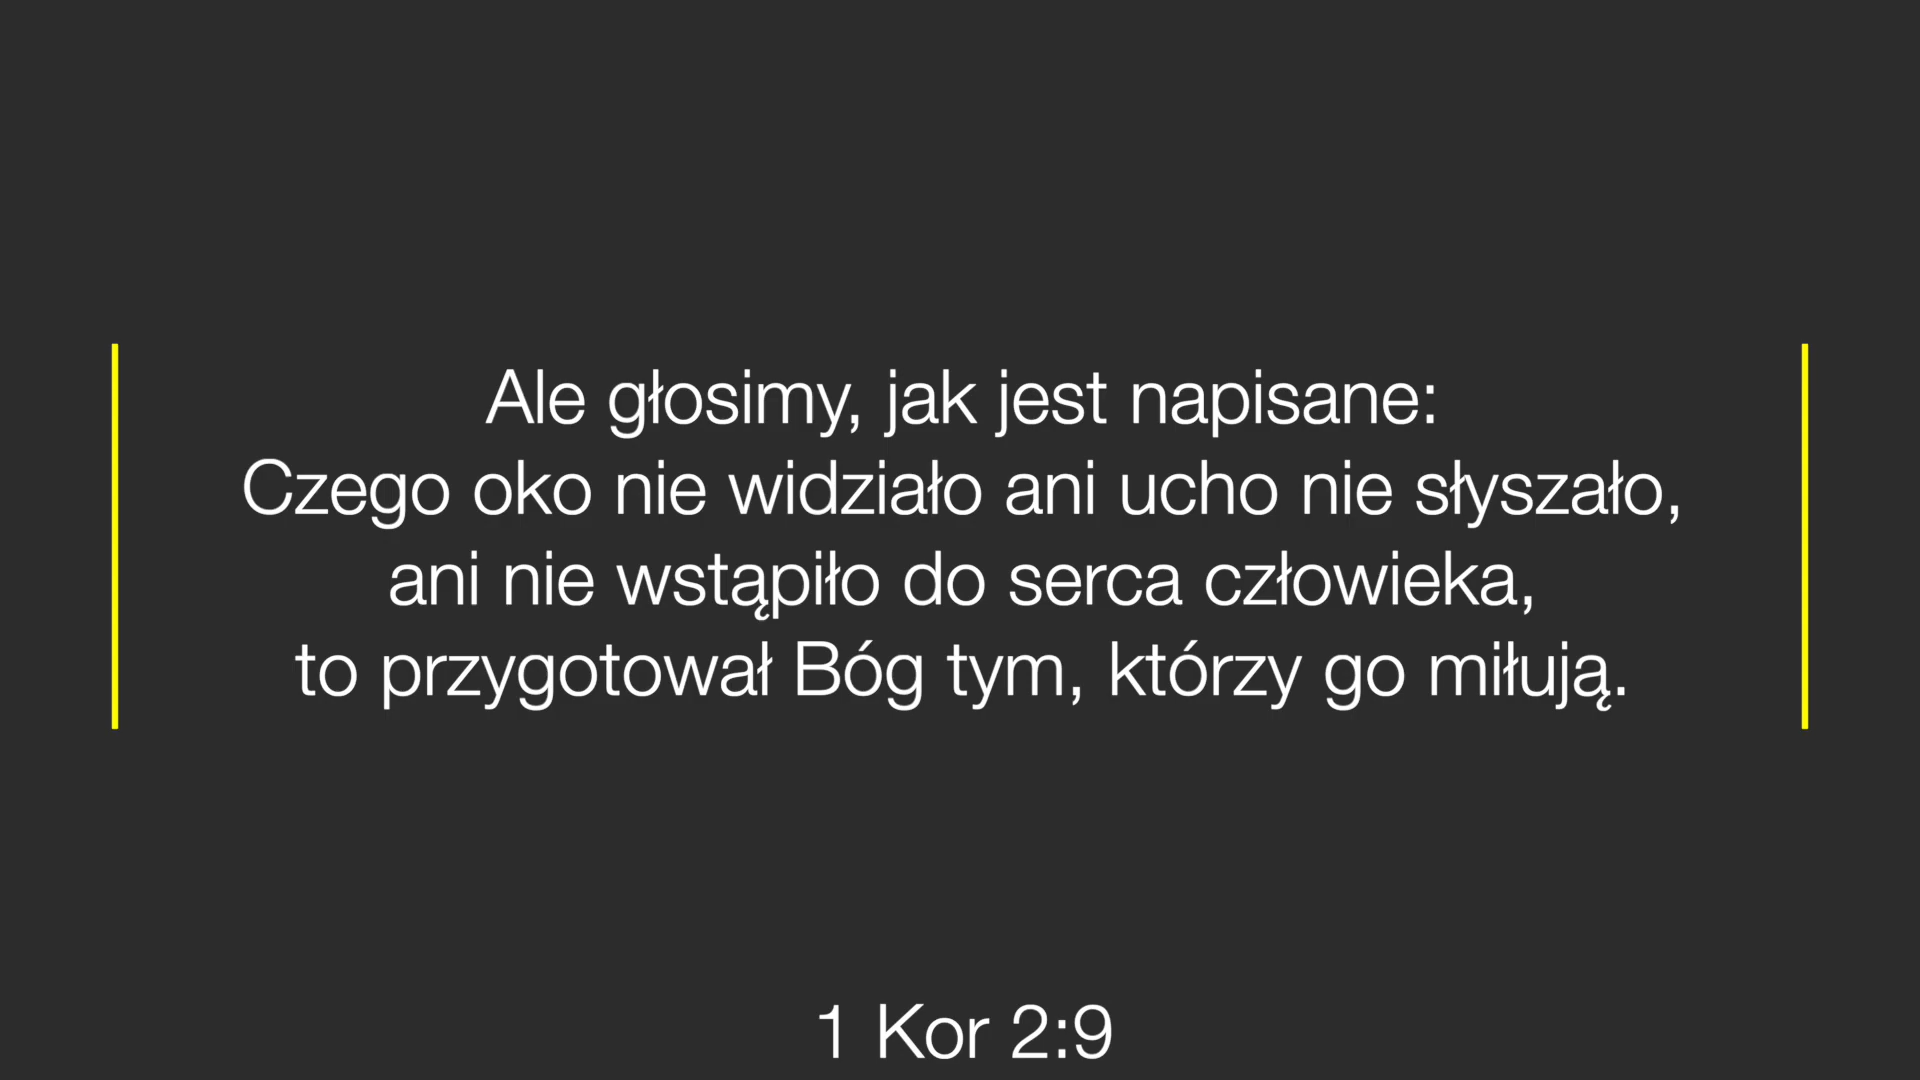 Ale głosimy, jak jest napisane:
Czego oko nie widziało ani ucho nie słyszało,
ani nie wstąpiło do serca człowieka,
to przygotował Bóg tym, którzy go miłują.
1 Kor 2:9